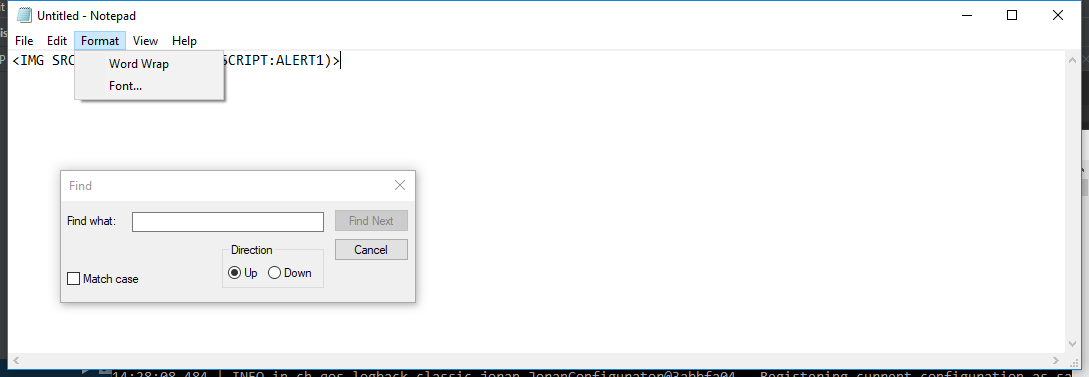 Untitled - Notepad
File Edit Format View Help
<IMG SRC SCRIPT:ALERT1)>
Word Wrap
Font...
Find
Find what:
Find Next
Direction
Cancel
Up Down
Match case
14:28:08,484 | INFO in ch.qos.logback.classic.joran.JoranConfigurator@3abbfa04 - Registering current configuration as sa